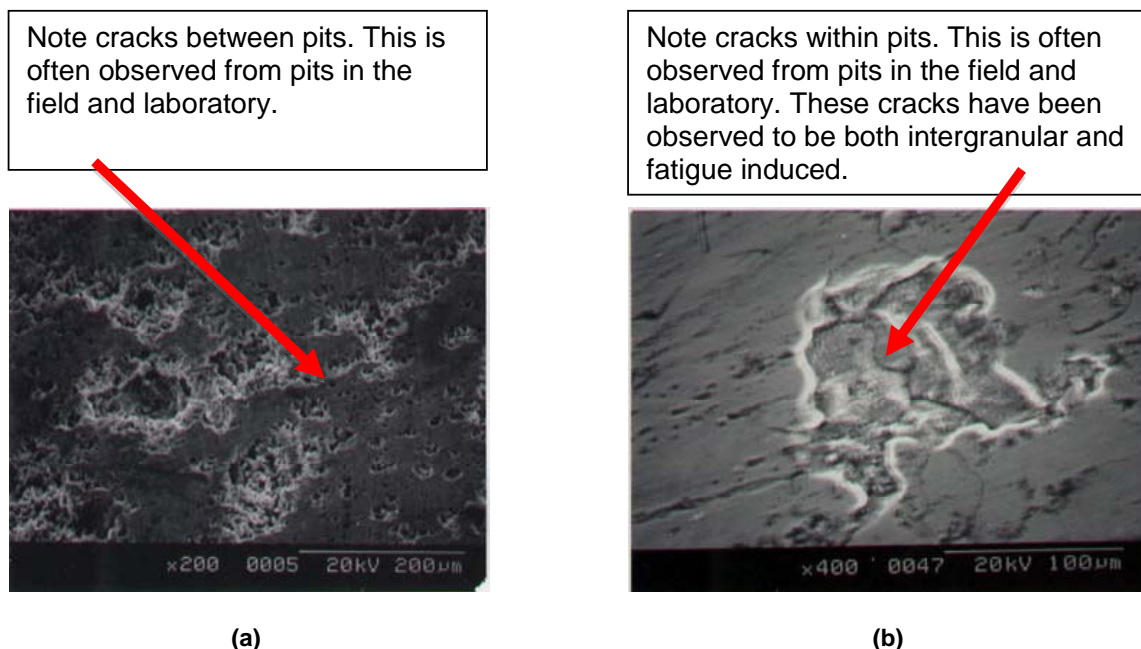 Note cracks between pits. This is
often observed from pits in the
field and laboratory.
Note cracks within pits. This is often
observed from pits in the field and
laboratory. These cracks have been
observed to be both intergranular and
fatigue induced.
x200 0005 20kV 200µm
x400 0047 20kV 100µm
(a)
(b)